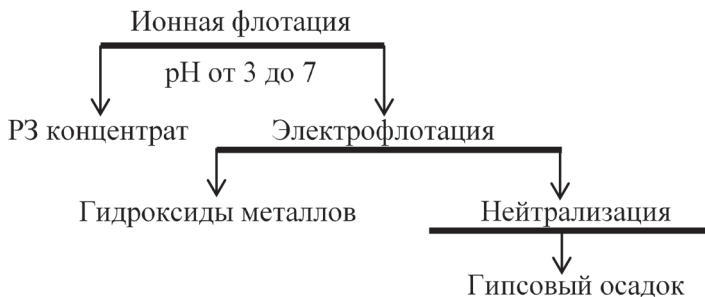 Ионная флотация
pH от 3 до 7
РЗ концентрат
Электрофлотация
Гидроксиды металлов
Нейтрализация
Гипсовый осадок